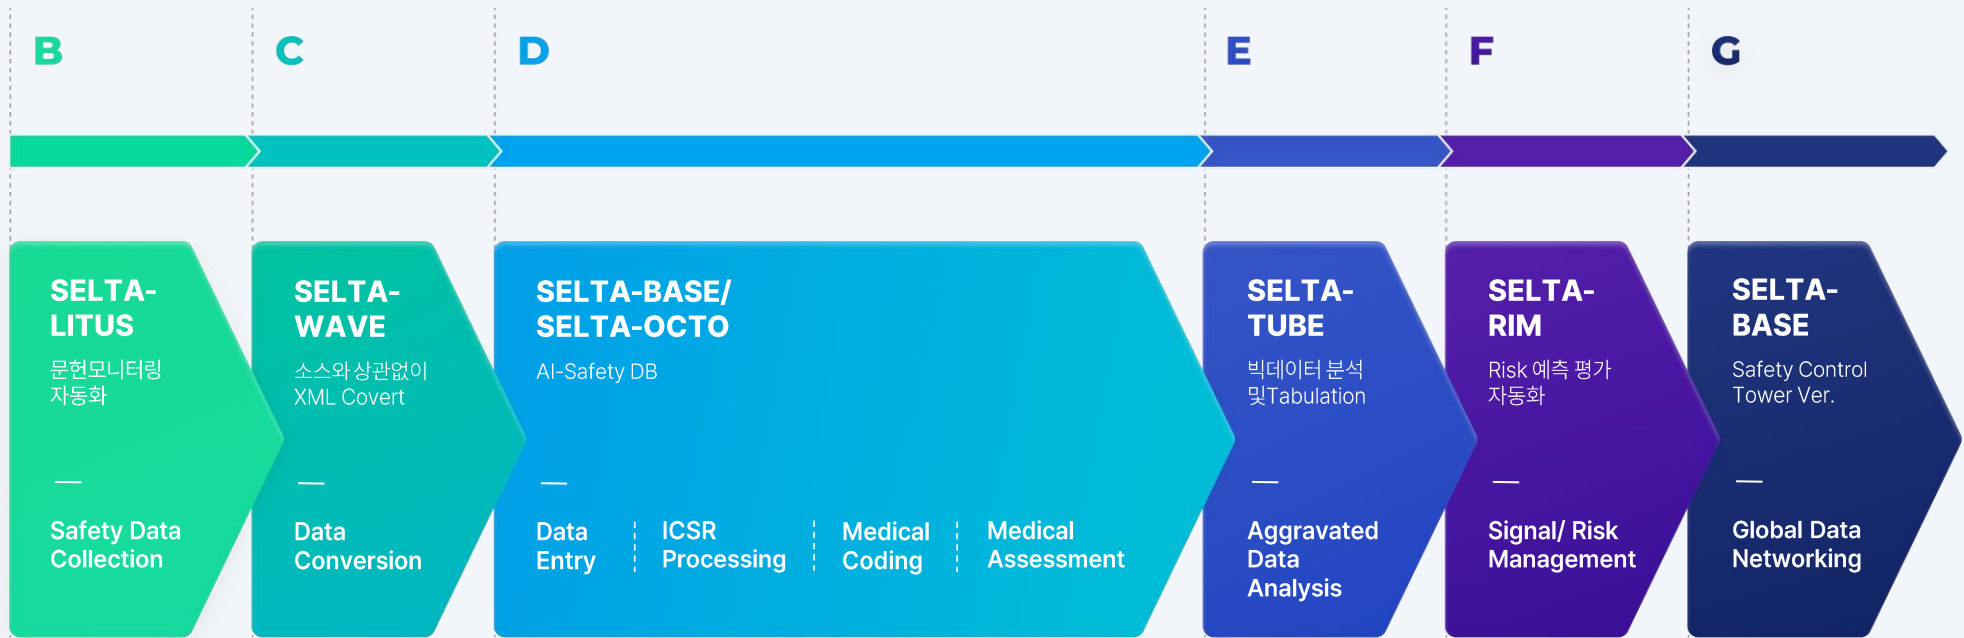 B
C
D
E
F
G
SELTA-
LITUS
문헌모니터링
자동화
Safety Data
Collection
SELTA-
WAVE
소스와상관없이
XML Covert
Data
Conversion
SELTA-BASE/
SELTA-OCTO
AI-Safety DB
Data
Entry
ICSR
Processing
Medical
Coding
Medical
Assessment
SELTA-
TUBE
빅데이터 분석
및Tabulation
Aggravated
Data
Analysis
SELTA-
RIM
Risk 예측 평가
자동화
Signal/ Risk
Management
SELTA-
BASE
Safety Control
Tower Ver.
Global Data
Networking